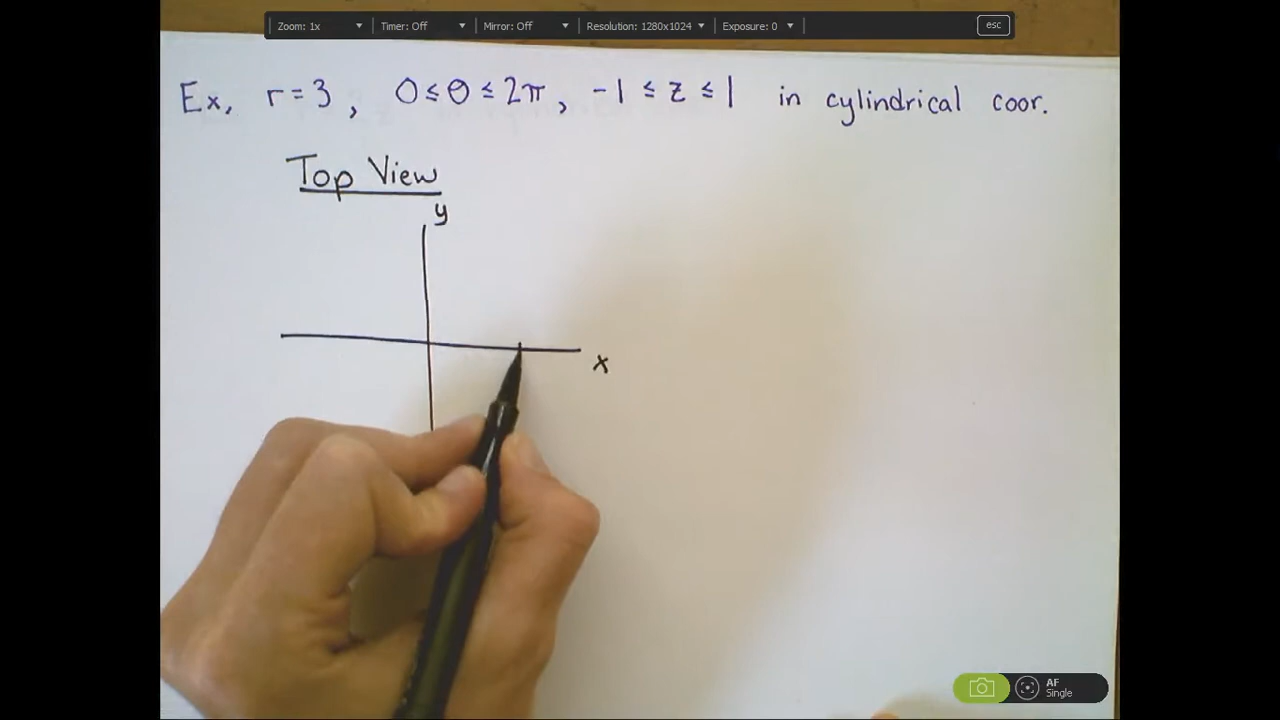 Zoom: 1x Timer: Off Mirror: Off Resolution: 1280x1024 Exposure: 0 esc
Ex. r = 3, 0 ≤ θ ≤ 2π, -1 ≤ z ≤ 1 in cylindrical coor.
Top View
y
x
AF
Single